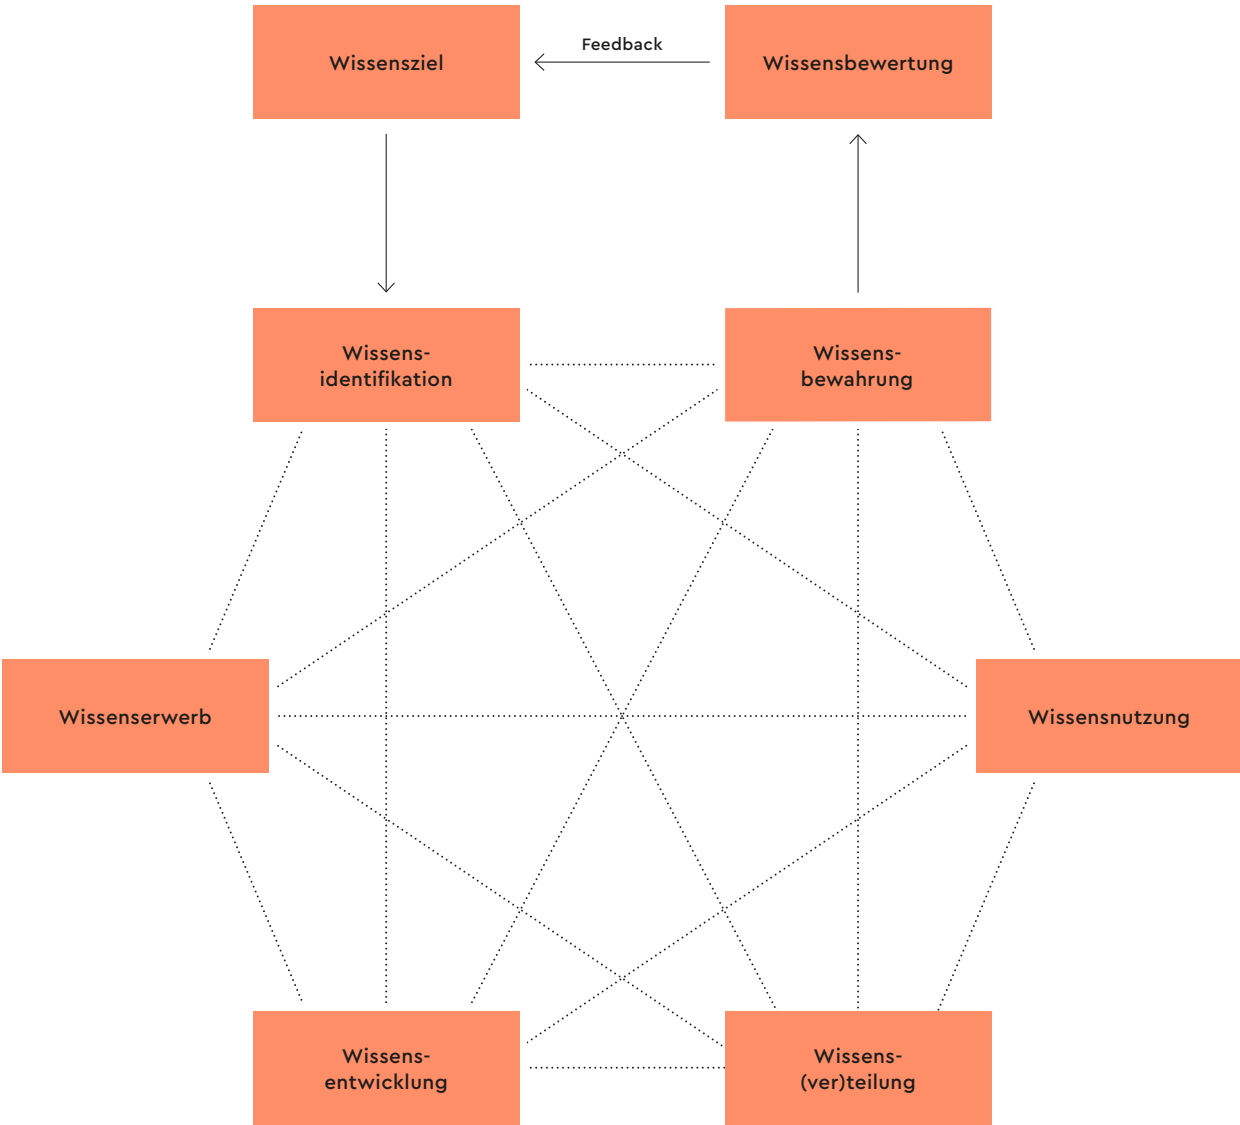 Wissensziel
Feedback
Wissensbewertung
Wissens-
identifikation
Wissens-
bewahrung
Wissenserwerb
Wissensnutzung
Wissens-
entwicklung
Wissens-
(ver)teilung